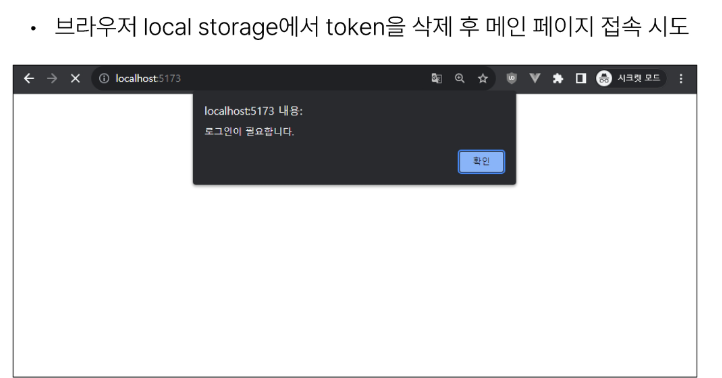 • 브라우저 local storage에서 token을 삭제 후 메인 페이지 접속 시도
localhost:5173
시크릿 모드
localhost:5173 내용:
로그인이 필요합니다.
확인